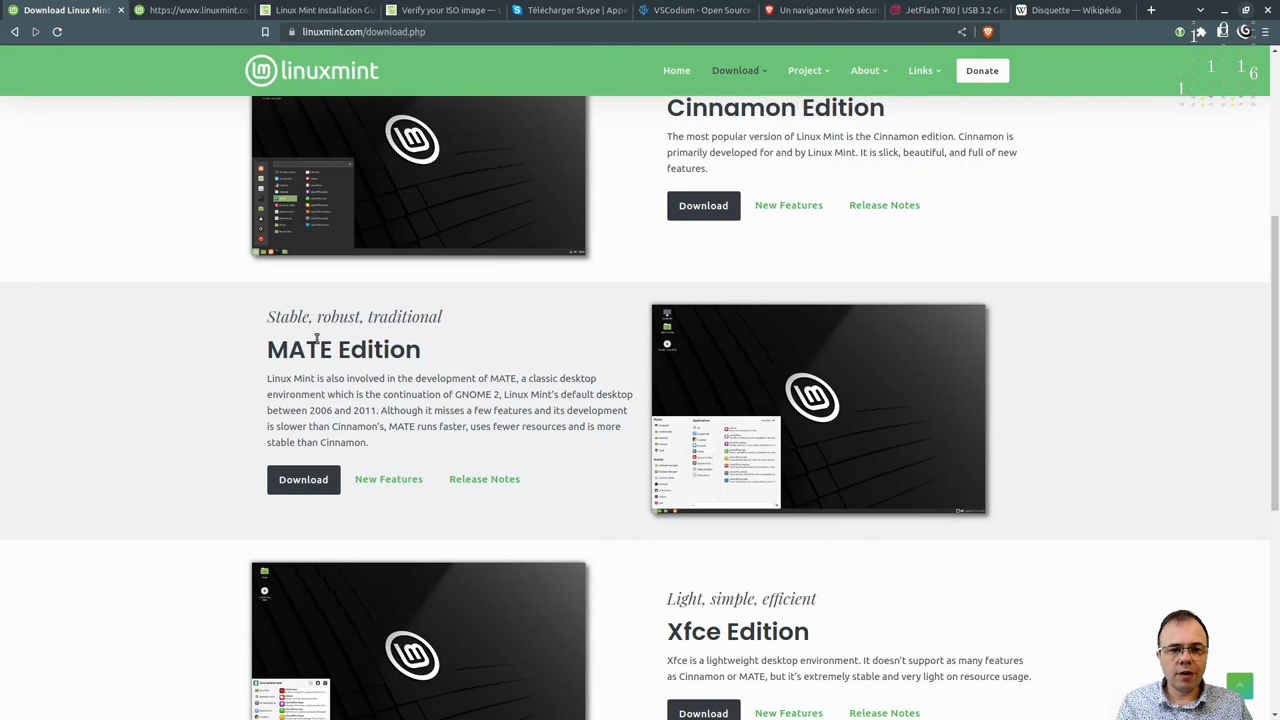 Download Linux Mint
https://www.linuxmint.co
Linux Mint Installation Gu
Verify your ISO image —
Télécharger Skype | Appe
VSCodium - Open Source
Un navigateur Web sécur
JetFlash 780 | USB 3.2 Ge
Disquette — Wikipédia
linuxmint.com/download.php
linuxmint
Home
Download
Project
About
Links
Donate
1
1 1 6
1
Cinnamon Edition
The most popular version of Linux Mint is the Cinnamon edition. Cinnamon is
primarily developed for and by Linux Mint. It is slick, beautiful, and full of new
features.
Download
New Features
Release Notes
Stable, robust, traditional
MATE Edition
Linux Mint is also involved in the development of MATE, a classic desktop
environment which is the continuation of GNOME 2, Linux Mint's default desktop
between 2006 and 2011. Although it misses a few features and its development
is slower than Cinnamon's, MATE runs faster, uses fewer resources and is more
stable than Cinnamon.
Download
New Features
Release Notes
Light, simple, efficient
Xfce Edition
Xfce is a lightweight desktop environment. It doesn't support as many features
as Cinnamon or MATE, but it's extremely stable and very light on resource usage.
Download
New Features
Release Notes